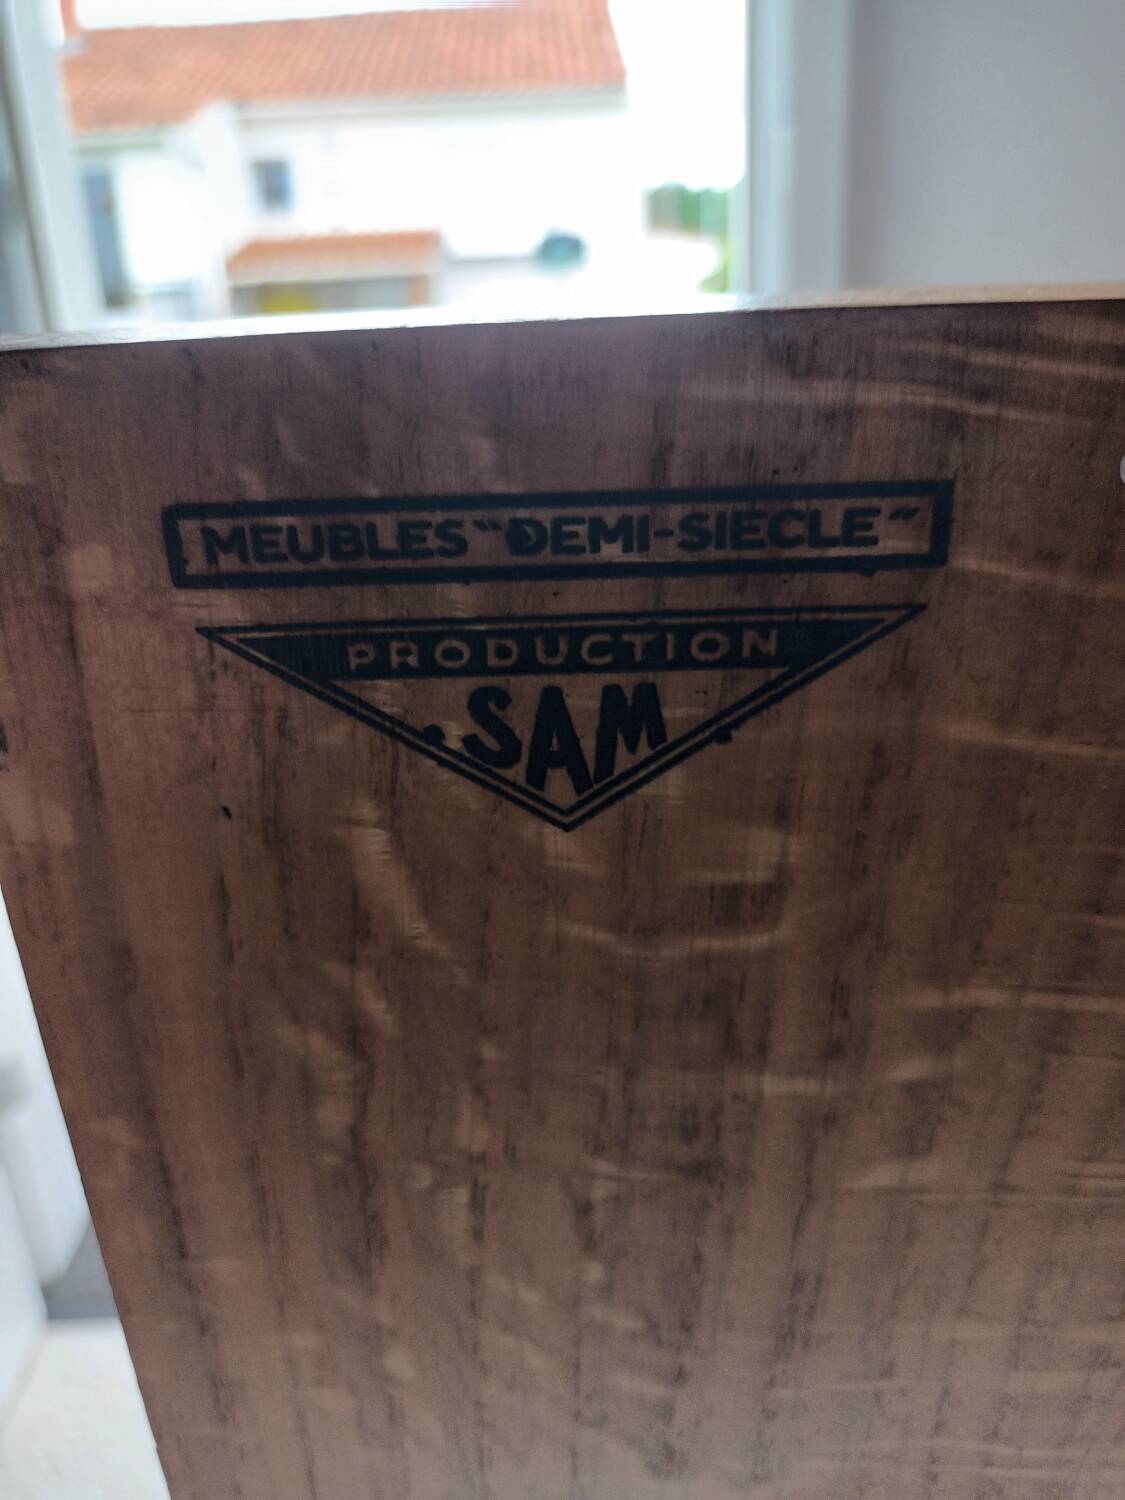 MEUBLES "DEMI-SIECLE"
PRODUCTION
.SAM